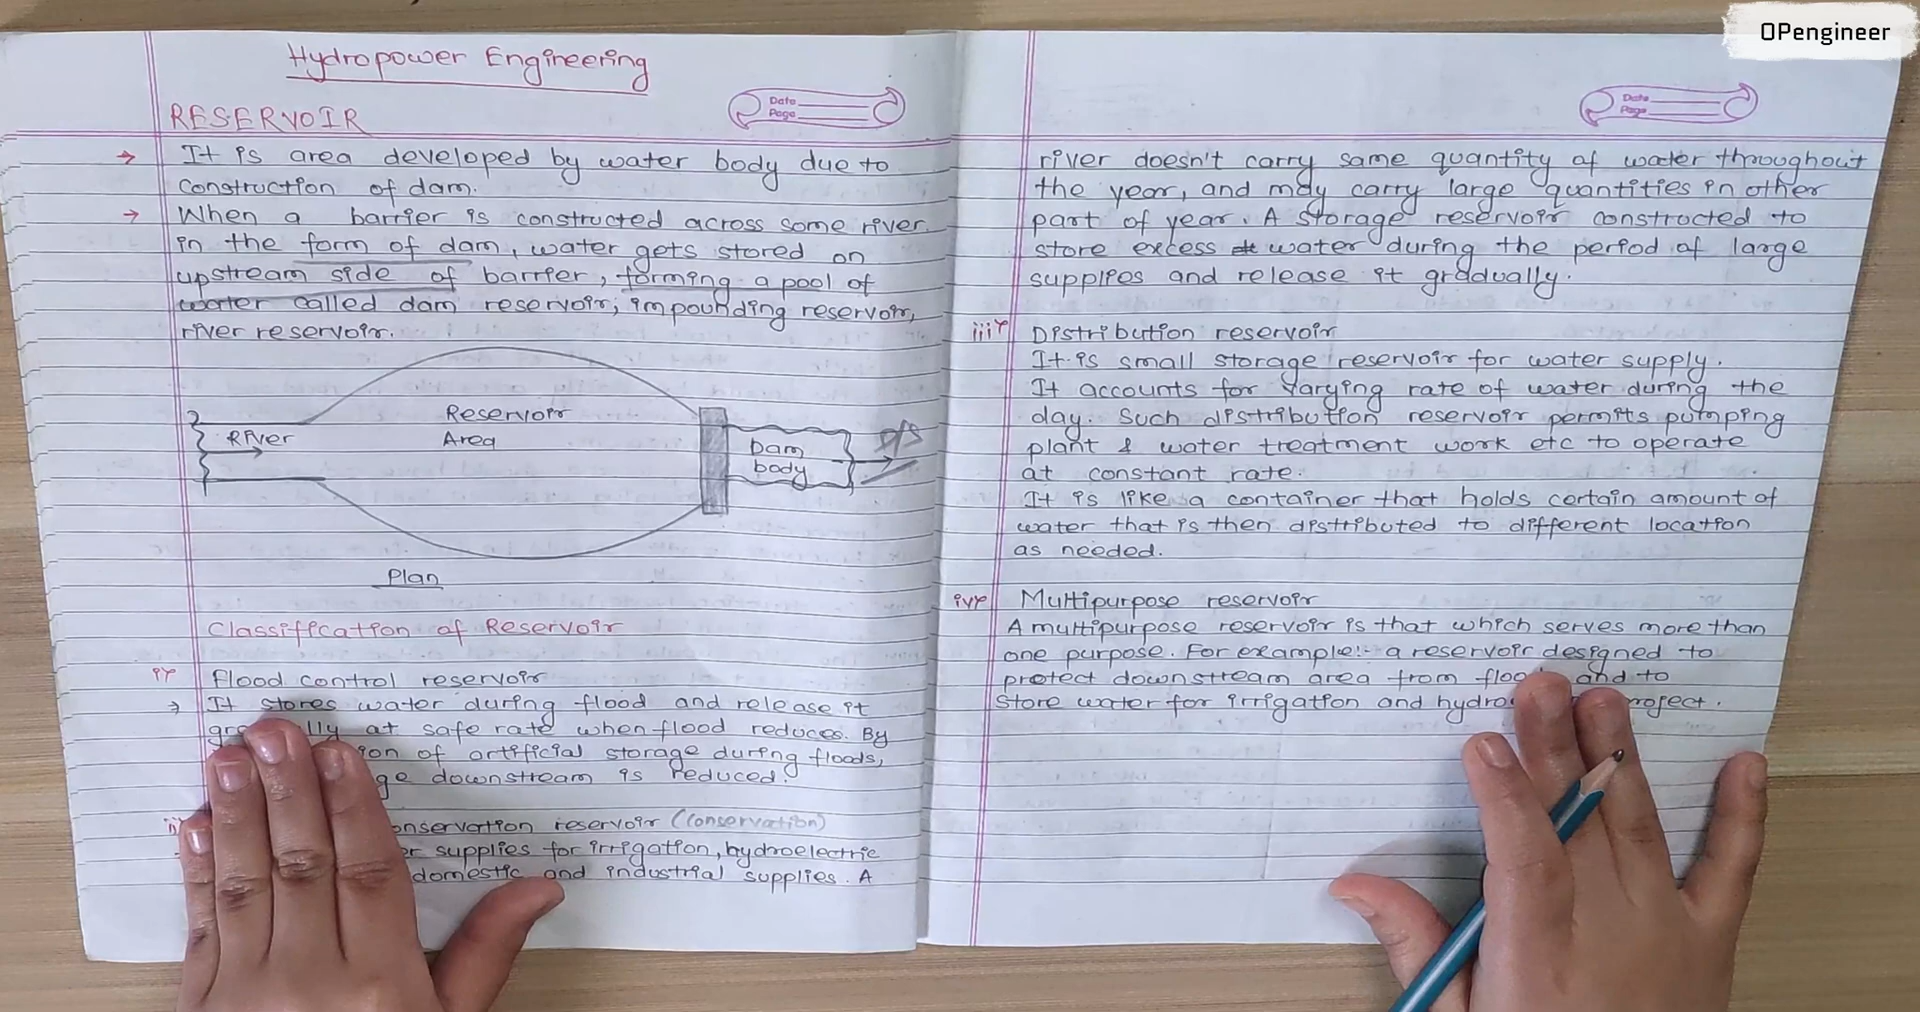 OPengineer
Hydropower Engineering
RESERVOIR
Date
Page
→ It is area developed by water body due to
construction of dam.
→ When a barrier is constructed across some river
in the form of dam, water gets stored on
upstream side of barrier, forming a pool of
water called dam reservoir, impounding reservoir,
river reservoir.
Reservoir
Area
River
Dam
body
D/S
Plan
Classification of Reservoir
i) Flood control reservoir
→ It stores water during flood and release it
at safe rate when flood reduces. By
of artificial storage during floods,
downstream is reduced.
ii) conservation reservoir (conservation)
supplies for irrigation, hydroelectric
domestic and industrial supplies. A
Date
Page
river doesn't carry same quantity of water throughout
the year, and may carry large quantities in other
part of year. A storage reservoir constructed to
store excess water during the period of large
supplies and release it gradually.
iii) Distribution reservoir
It is small storage reservoir for water supply.
It accounts for varying rate of water during the
day. Such distribution reservoir permits pumping
plant & water treatment work etc to operate
at constant rate.
It is like a container that holds certain amount of
water that is then distributed to different location
as needed.
iv) Multipurpose reservoir
A multipurpose reservoir is that which serves more than
one purpose. For example:- a reservoir designed to
protect downstream area from and to
store water for irrigation and hydro project.